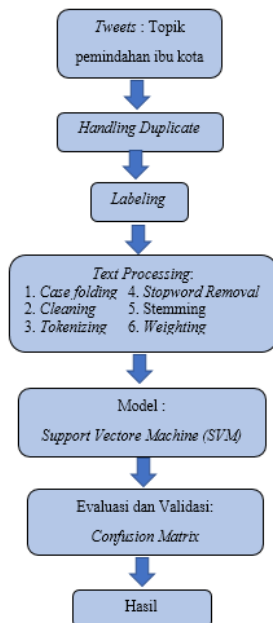 Tweets : Topik
pemindahan ibu kota
Handling Duplicate
Labeling
Text Processing:
1. Case folding 4. Stopword Removal
2. Cleaning 5. Stemming
3. Tokenizing 6. Weighting
Model :
Support Vectore Machine (SVM)
Evaluasi dan Validasi:
Confusion Matrix
Hasil